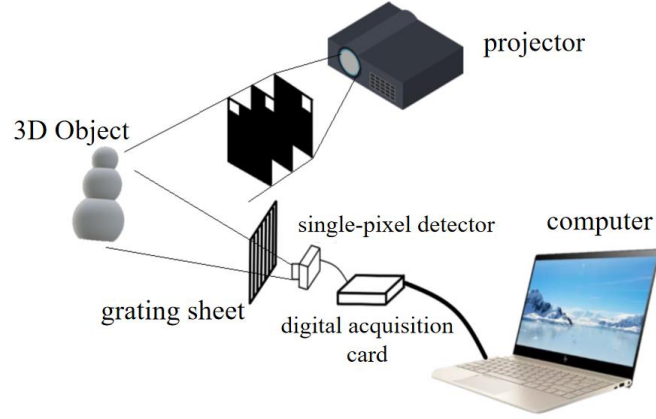 projector
3D Object
single-pixel detector
computer
grating sheet
digital acquisition
card